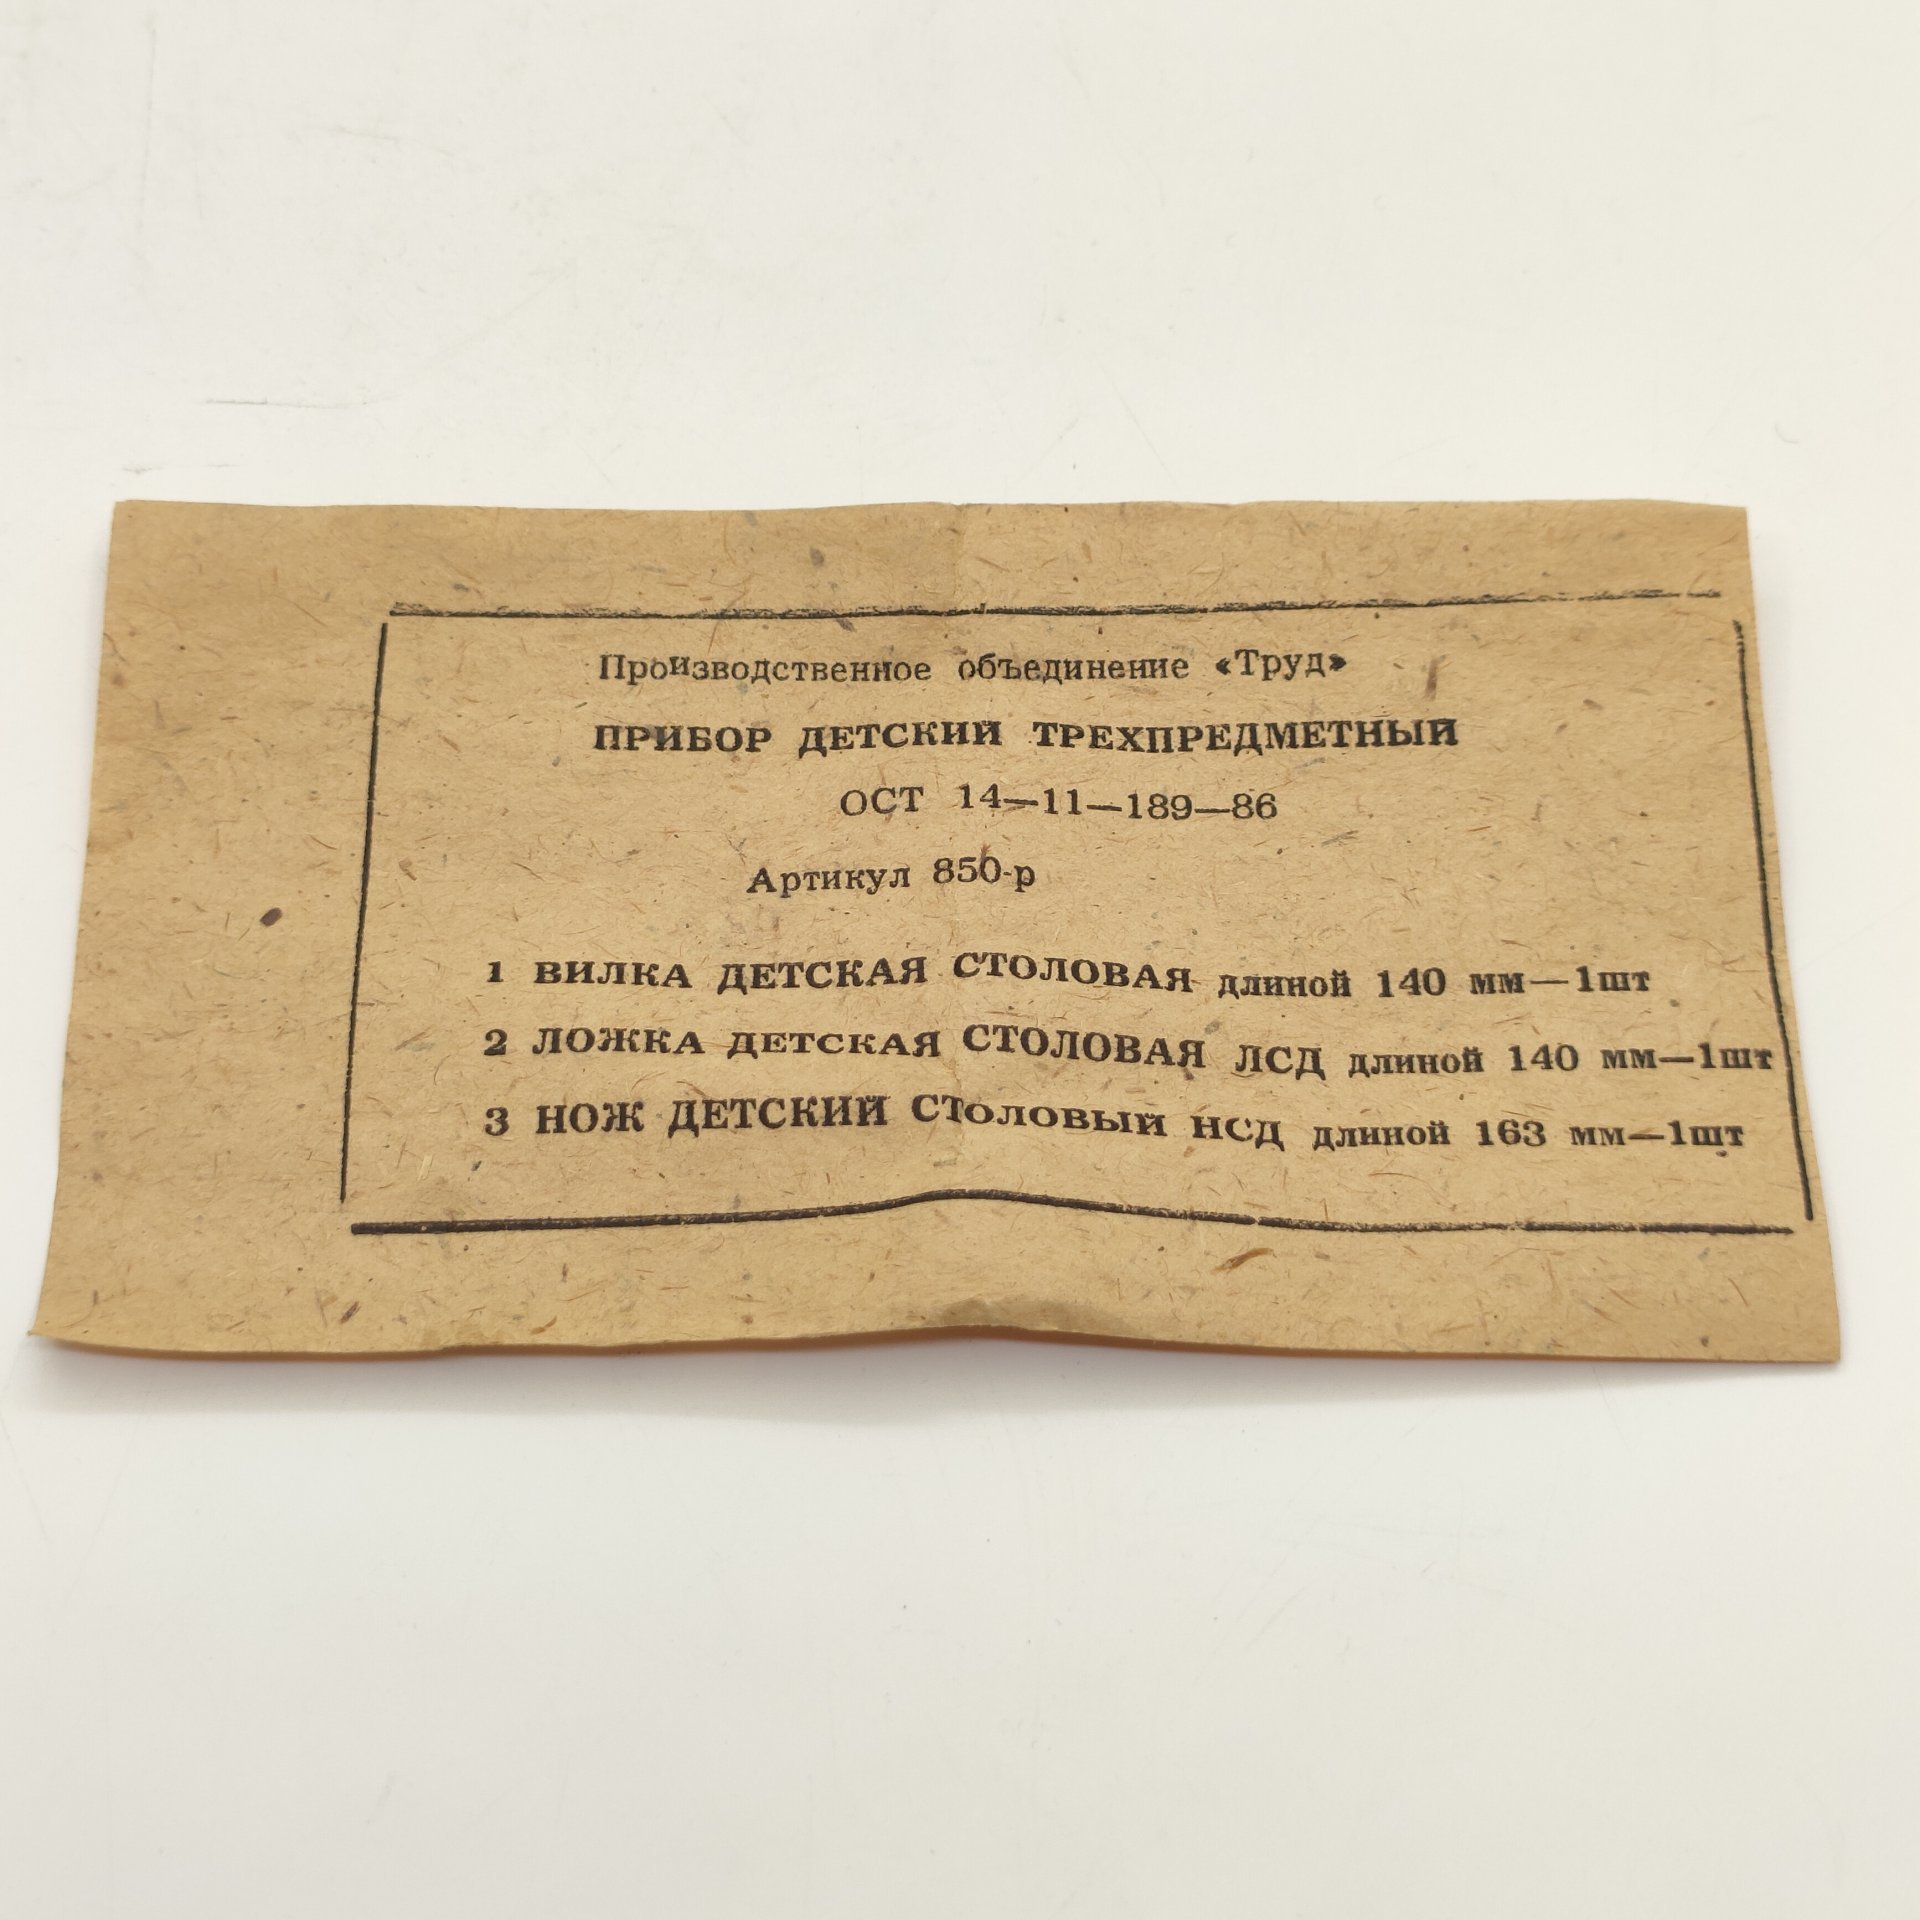 Производственное объединение «Труд»
ПРИБОР ДЕТСКИЙ ТРЕХПРЕДМЕТНЫЙ
ОСТ 14—11—189—86
Артикул 850-р
1 ВИЛКА ДЕТСКАЯ СТОЛОВАЯ длиной 140 мм—1шт
2 ЛОЖКА ДЕТСКАЯ СТОЛОВАЯ ЛСД длиной 140 мм—1шт
3 НОЖ ДЕТСКИЙ СТОЛОВЫЙ НСД длиной 163 мм—1шт